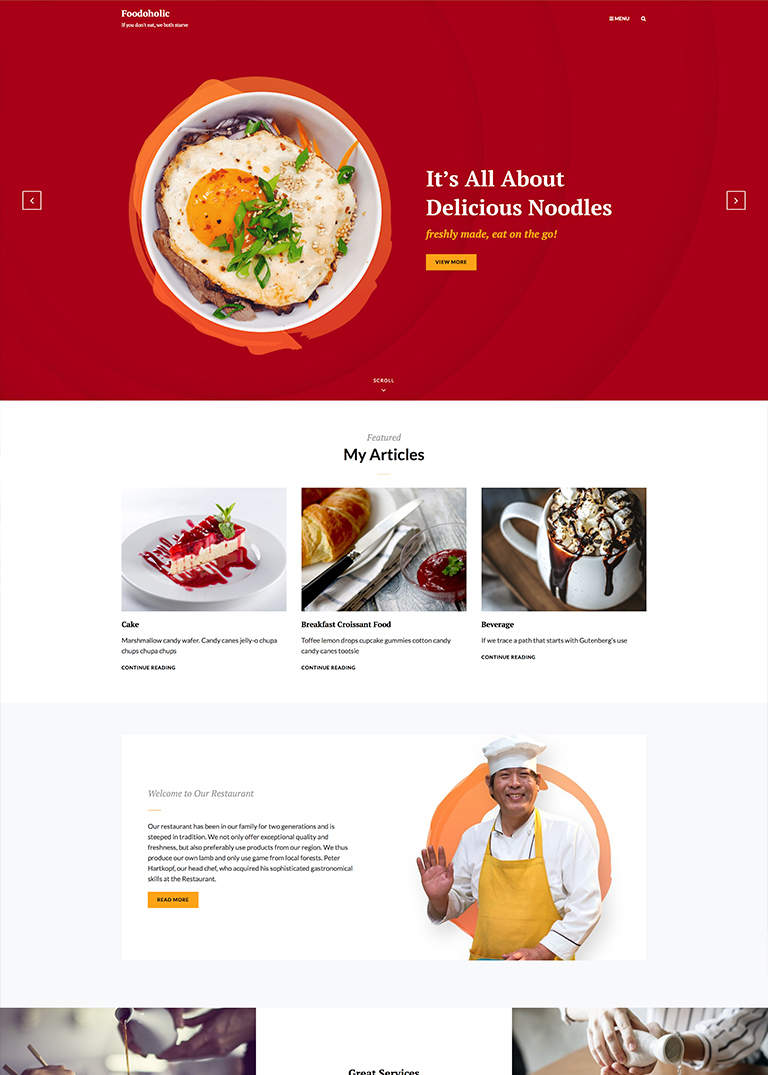 Foodoholic
If you don't eat, we both starve
MENU
It's All About
Delicious Noodles
freshly made, eat on the go!
VIEW MORE
SCROLL
Featured
My Articles
Cake
Marshmallow candy wafer. Candy canes jelly-o chupa
chups chupa chups
CONTINUE READING
Breakfast Croissant Food
Toffee lemon drops cupcake gummies cotton candy
candy canes tootsie
CONTINUE READING
Beverage
If we trace a path that starts with Gutenberg's use
CONTINUE READING
Welcome to Our Restaurant
Our restaurant has been in our family for two generations and is
steeped in tradition. We not only offer exceptional quality and
freshness, but also preferably use products from our region. We thus
produce our own lamb and only use game from local forests. Peter
Hartkopf, our head chef, who acquired his sophisticated gastronomical
skills at the Restaurant.
READ MORE
Great Services